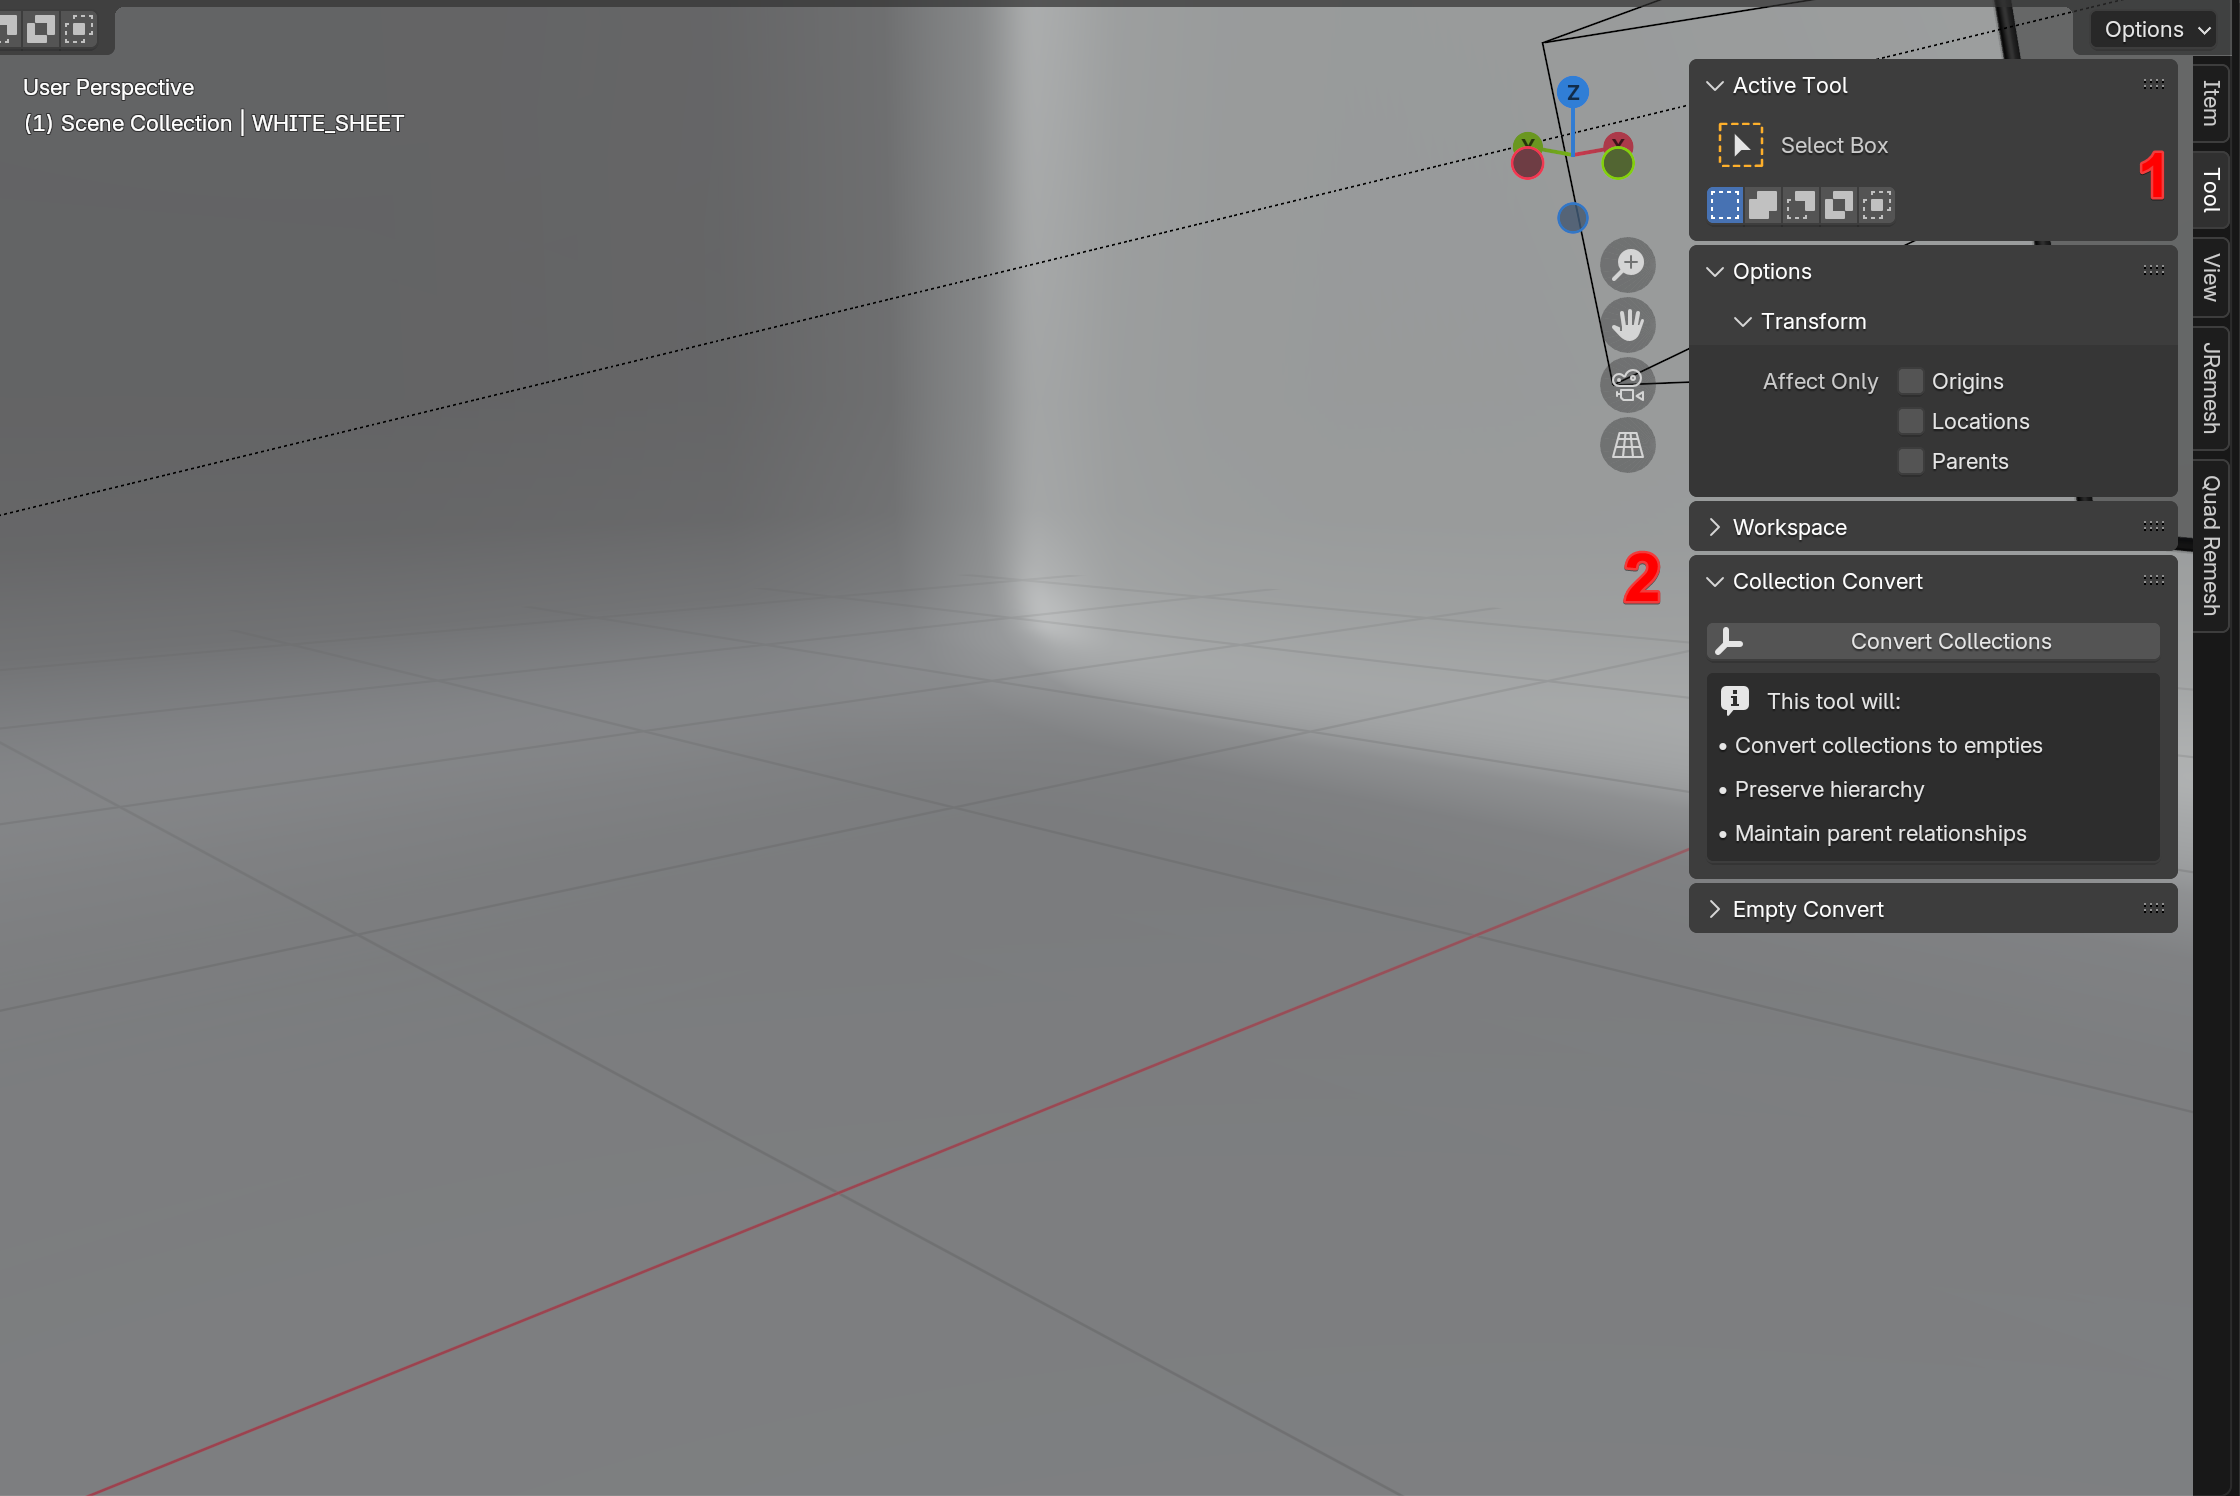 Options
User Perspective
(1) Scene Collection | WHITE_SHEET
Z
Y
X
Active Tool
Select Box
1
Options
Transform
Affect Only Origins
Locations
Parents
Workspace
2
Collection Convert
Convert Collections
This tool will:
• Convert collections to empties
• Preserve hierarchy
• Maintain parent relationships
Empty Convert
Item
Tool
View
JRemesh
Quad Remesh